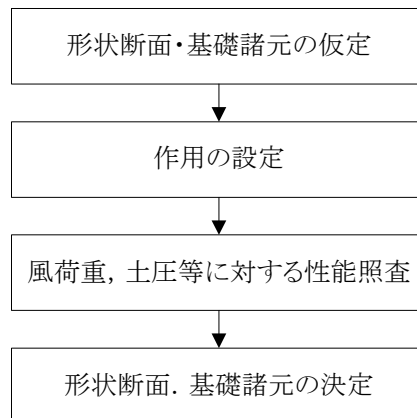 形状断面・基礎諸元の仮定
作用の設定
風荷重, 土圧等に対する性能照査
形状断面. 基礎諸元の決定